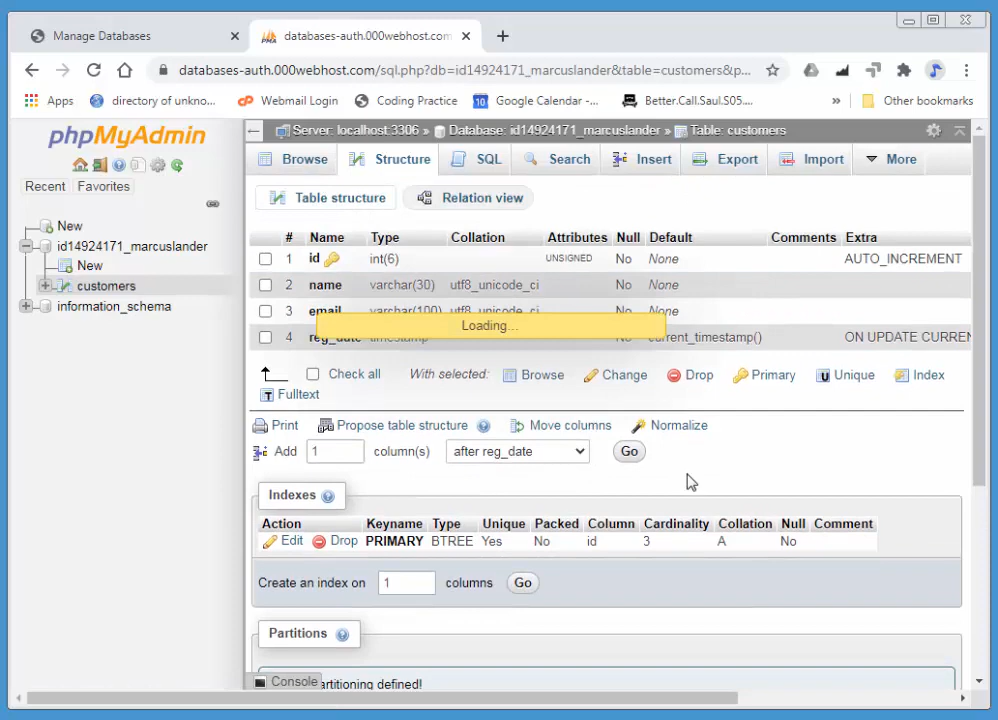 Manage Databases
databases-auth.000webhost.com
databases-auth.000webhost.com/sql.php?db=id14924171_marcuslander&table=customers&p...
Apps directory of unkno... Webmail Login Coding Practice Google Calendar -... Better.Call.Saul.S05.... » Other bookmarks
phpMyAdmin
Recent Favorites
New
id14924171_marcuslander
New
customers
information_schema
Server: localhost:3306 » Database: id14924171_marcuslander » Table: customers
Browse Structure SQL Search Insert Export Import More
Table structure Relation view
# Name Type Collation Attributes Null Default Comments Extra
1 id int(6) UNSIGNED No None AUTO_INCREMENT
2 name varchar(30) utf8_unicode_ci No None
3 email varchar(100) utf8_unicode_ci No None
Loading...
4 reg_date timestamp No current_timestamp() ON UPDATE CURREN
Check all With selected: Browse Change Drop Primary Unique Index
Fulltext
Print Propose table structure Move columns Normalize
Add 1 column(s) after reg_date Go
Indexes
Action Keyname Type Unique Packed Column Cardinality Collation Null Comment
Edit Drop PRIMARY BTREE Yes No id 3 A No
Create an index on 1 columns Go
Partitions
Console artitioning defined!